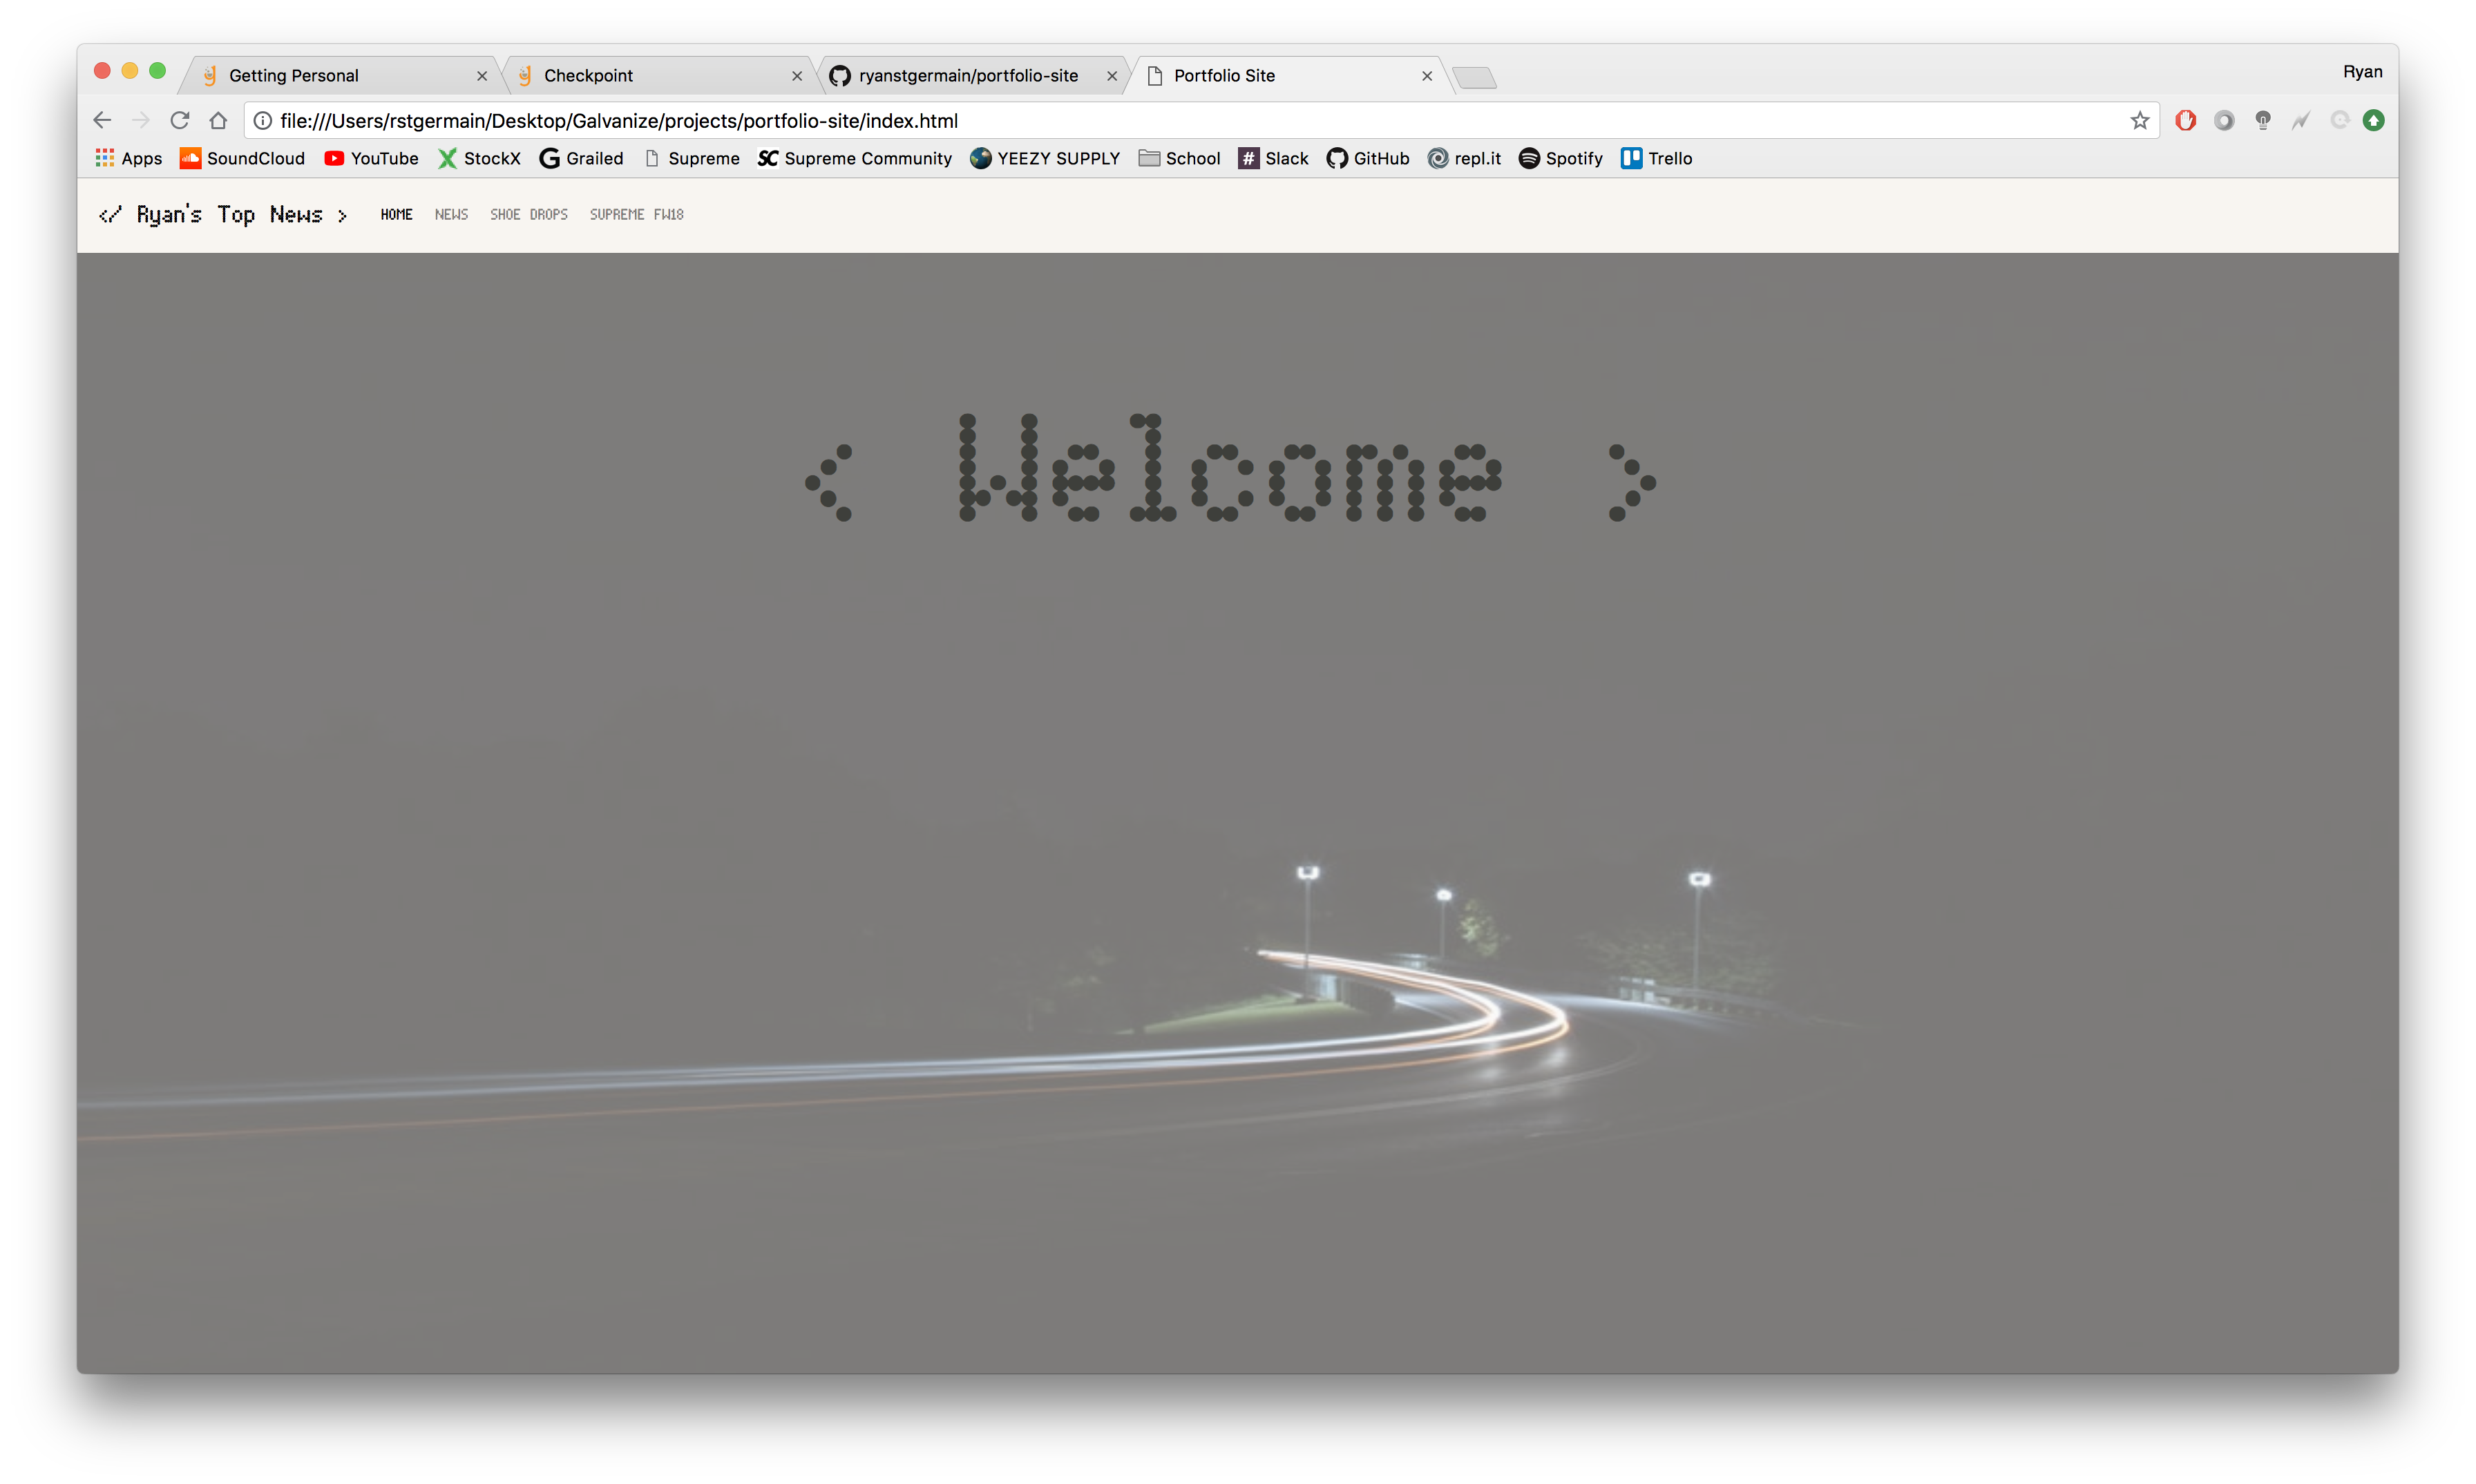 Getting Personal Checkpoint ryanstgermain/portfolio-site Portfolio Site Ryan
file:///Users/rstgermain/Desktop/Galvanize/projects/portfolio-site/index.html
Apps SoundCloud YouTube StockX G Grailed Supreme SC Supreme Community YEEZY SUPPLY School # Slack GitHub repl.it Spotify Trello
</ Ryan's Top News > HOME NEWS SHOE DROPS SUPREME FW18
< Welcome >